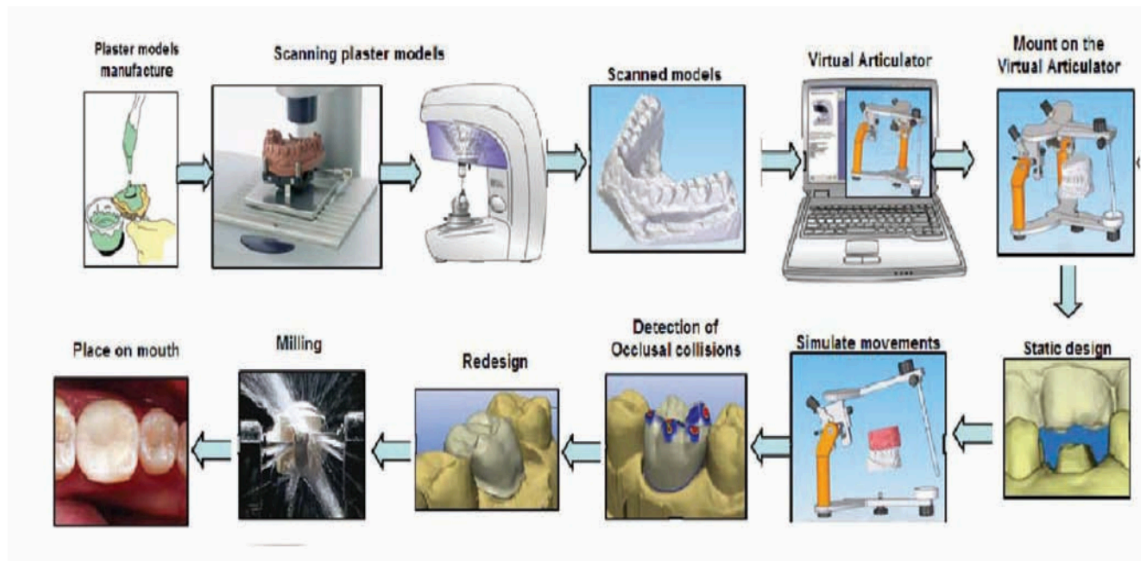 Plaster models
manufacture
Scanning plaster models
Scanned models
Virtual Articulator
Mount on the
Virtual Articulator
Place on mouth
Milling
Redesign
Detection of
Occlusal collisions
Simulate movements
Static design